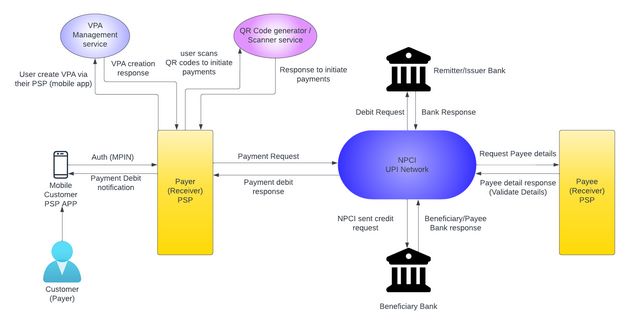 VPA
Management
service
QR Code generator /
Scanner service
User create VPA via
their PSP (mobile app)
VPA creation
response
user scans
QR codes to initiate
payments
Response to initiate
payments
Remitter/Issuer Bank
Debit Request
Bank Response
Auth (MPIN)
Payment Debit
notification
Mobile
Customer
PSP APP
Payer
(Receiver)
PSP
Payment Request
Payment debit
response
NPCI
UPI Network
Request Payee details
Payee detail response
(Validate Details)
Payee
(Receiver)
PSP
NPCI sent credit
request
Beneficiary/Payee
Bank response
Customer
(Payer)
Beneficiary Bank